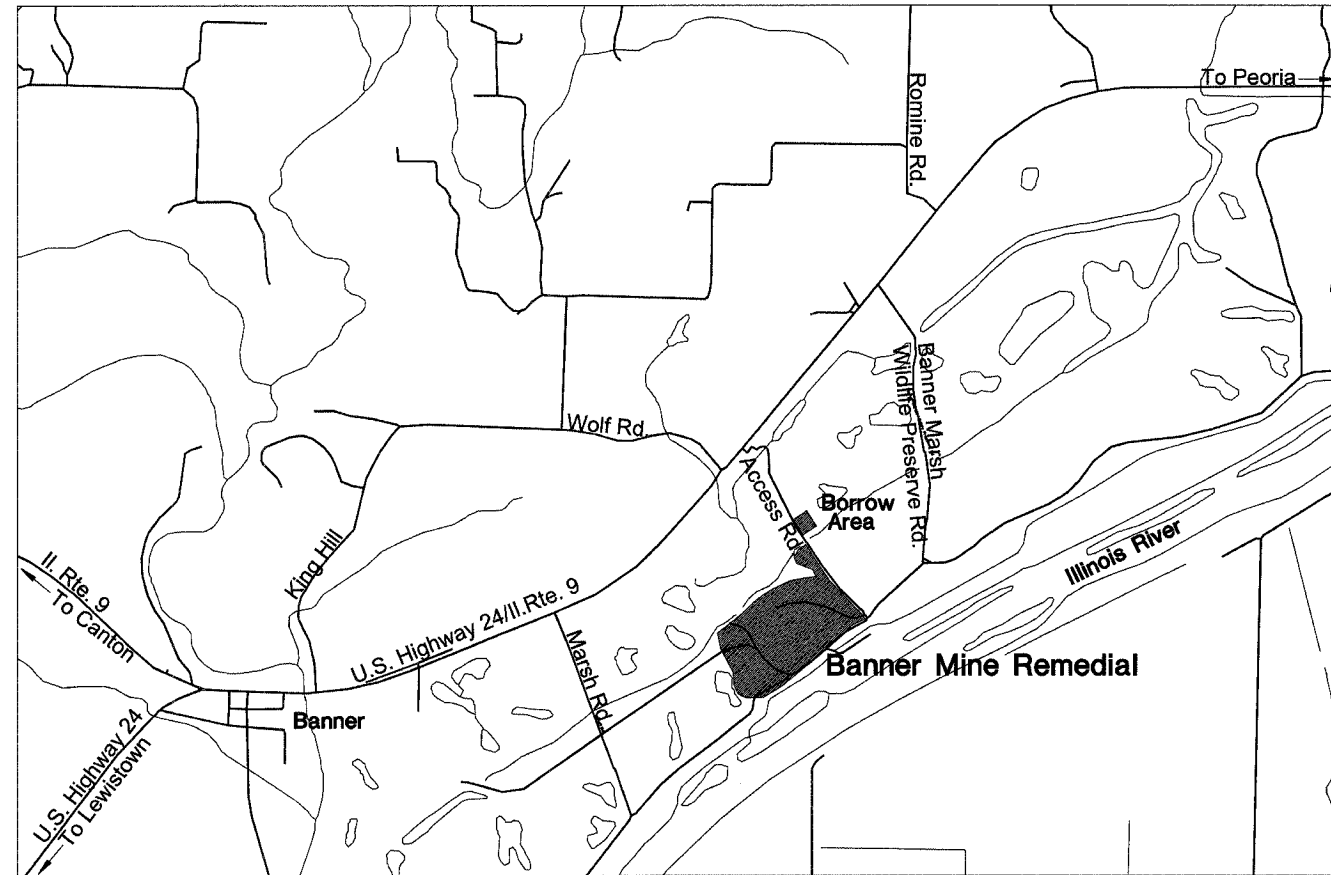 To Peoria
Romine Rd.
Banner Marsh
Wildlife Preserve Rd.
Wolf Rd.
Access Rd.
Borrow
Area
Illinois River
King Hill
Il. Rte. 9
To Canton
U.S. Highway 24/Il.Rte. 9
Marsh Rd.
Banner Mine Remedial
Banner
U.S. Highway 24
To Lewistown